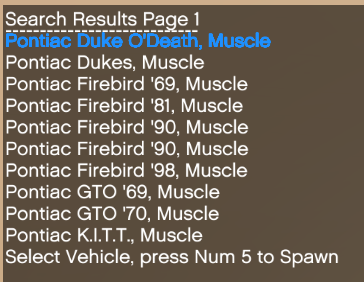 Search Results Page 1
Pontiac Duke O'Death, Muscle
Pontiac Dukes, Muscle
Pontiac Firebird '69, Muscle
Pontiac Firebird '81, Muscle
Pontiac Firebird '90, Muscle
Pontiac Firebird '90, Muscle
Pontiac Firebird '98, Muscle
Pontiac GTO '69, Muscle
Pontiac GTO '70, Muscle
Pontiac K.I.T.T., Muscle
Select Vehicle, press Num 5 to Spawn